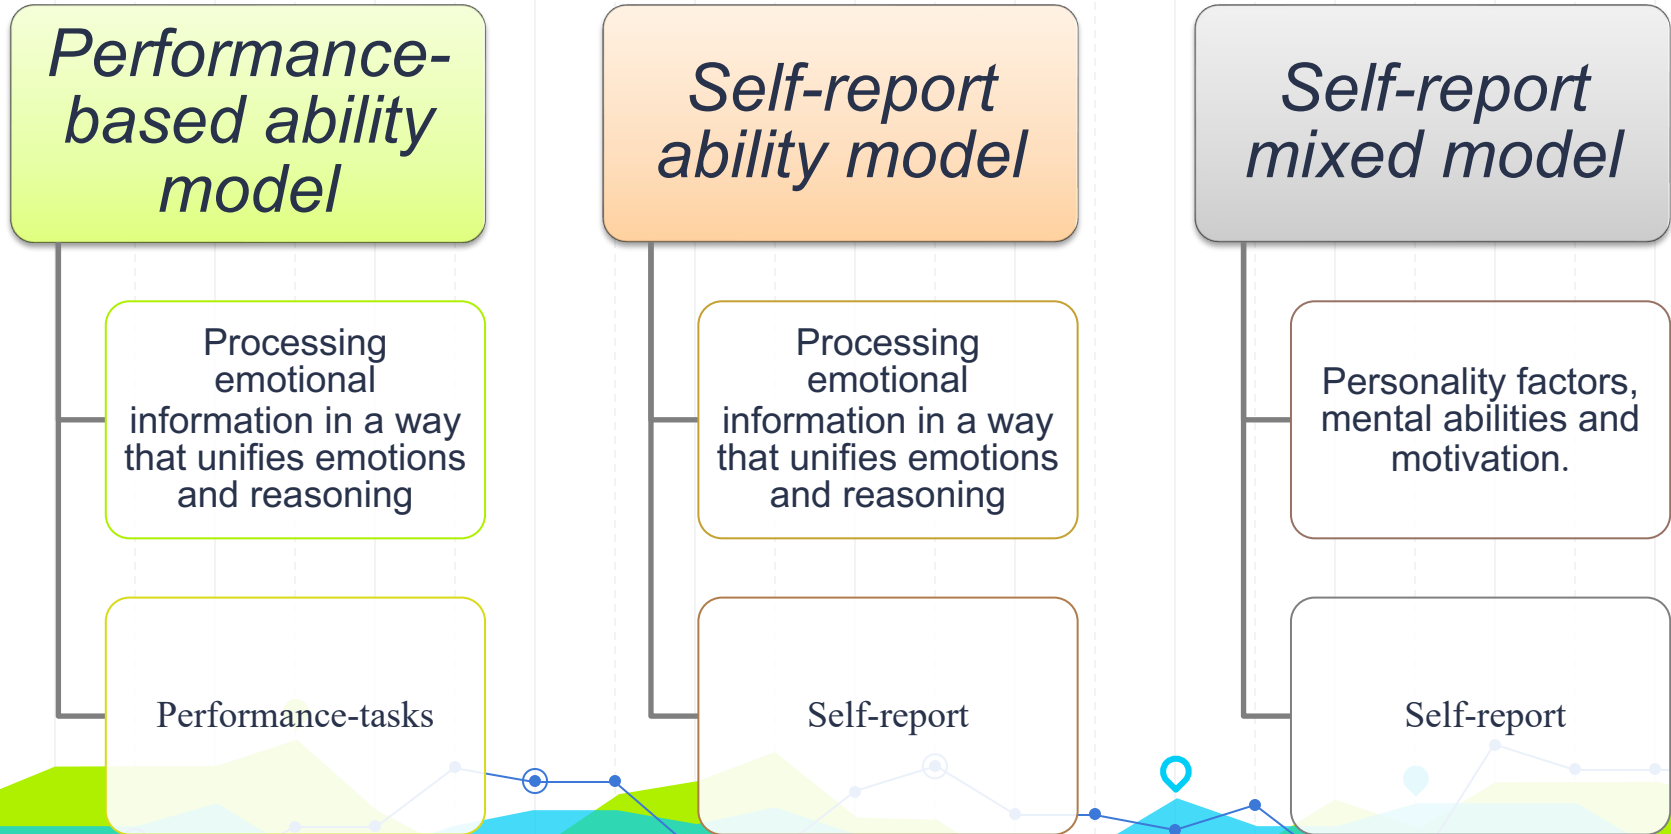 Performance-
based ability
model
Processing
emotional
information in a way
that unifies emotions
and reasoning
Performance-tasks
Self-report
ability model
Processing
emotional
information in a way
that unifies emotions
and reasoning
Self-report
Self-report
mixed model
Personality factors,
mental abilities and
motivation.
Self-report